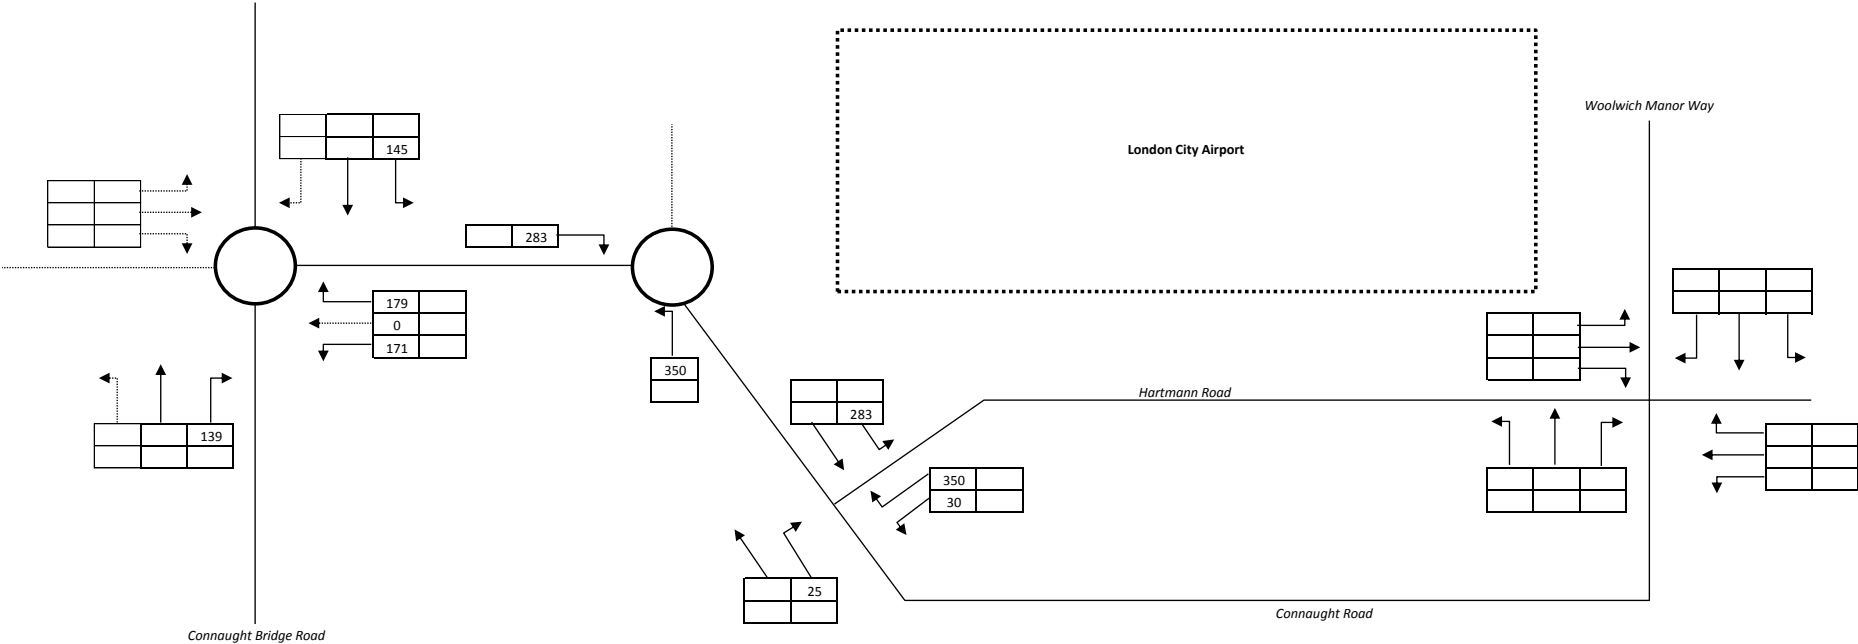 Woolwich Manor Way
145
London City Airport
283
179
0
171
350
Hartmann Road
283
139
350
30
25
Connaught Road
Connaught Bridge Road